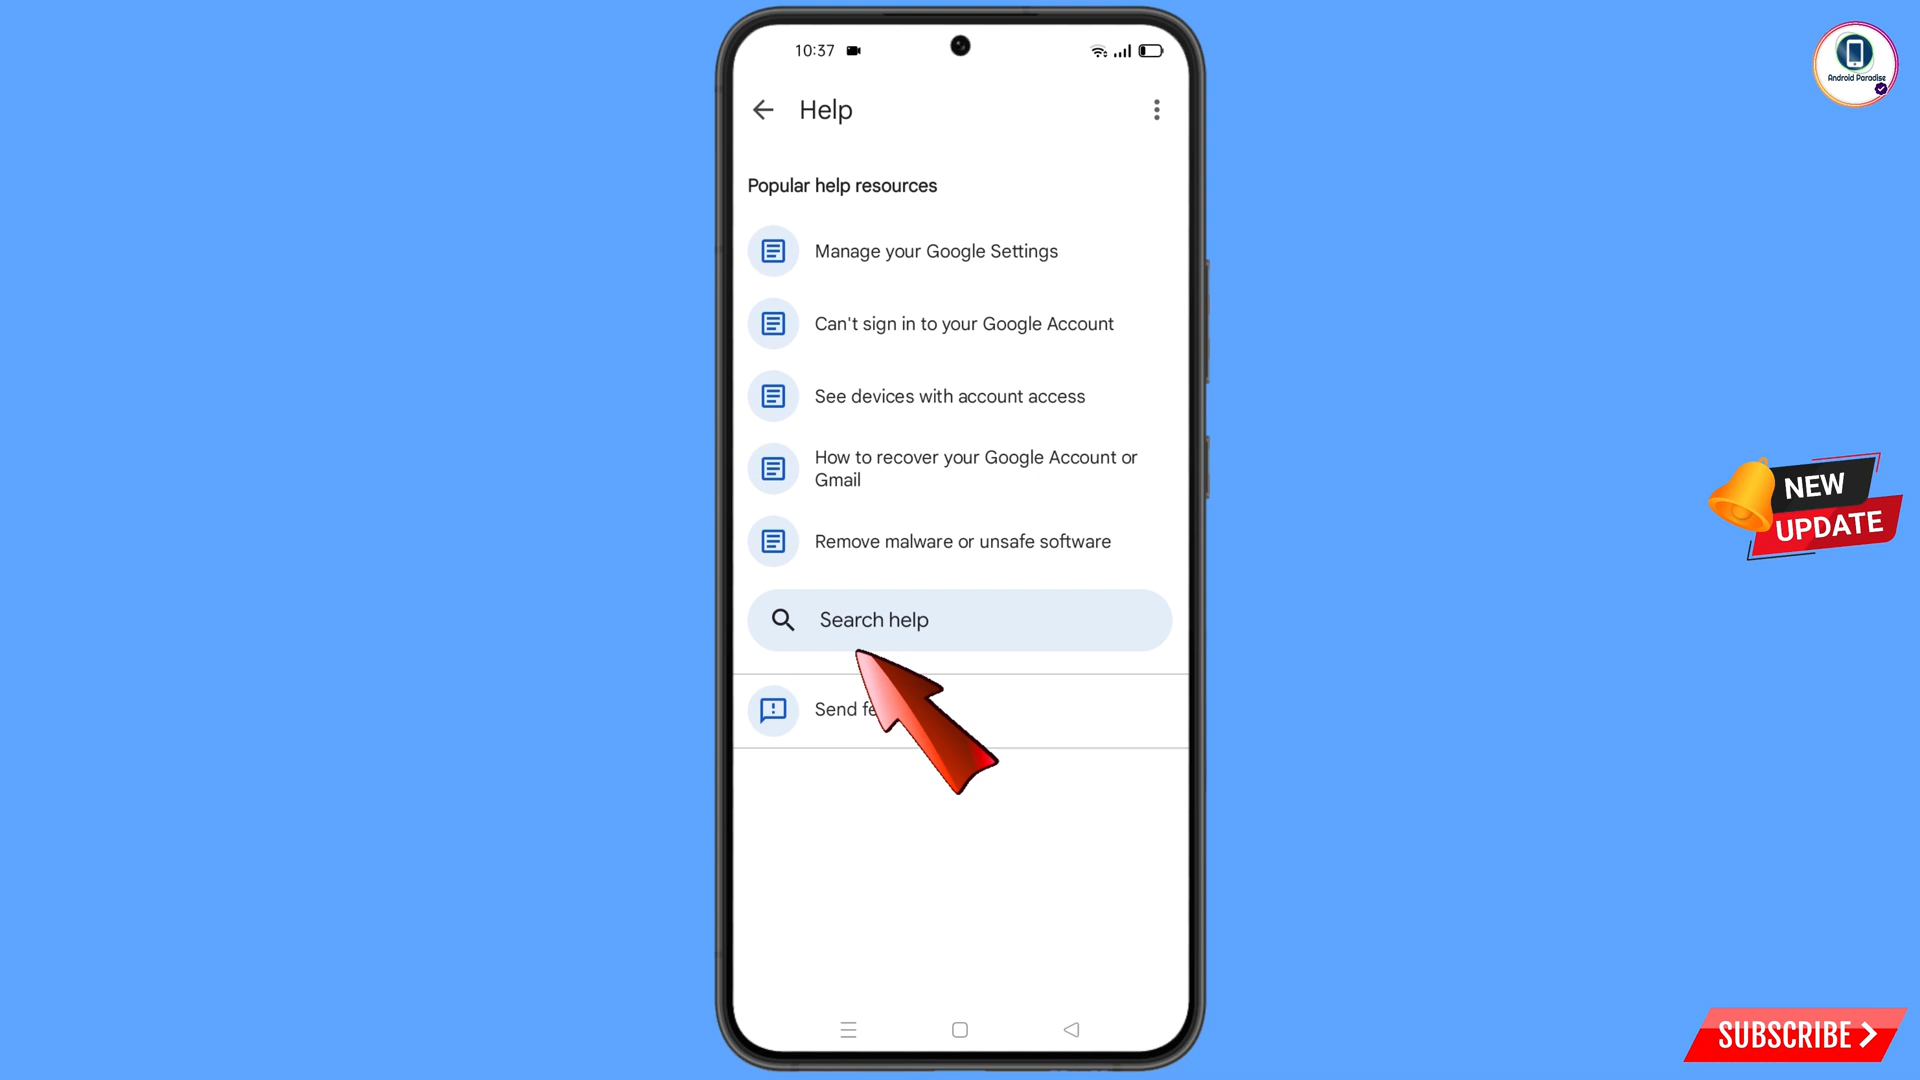 10:37
Android Paradise
Help
Popular help resources
Manage your Google Settings
Can't sign in to your Google Account
See devices with account access
How to recover your Google Account or
Gmail
NEW
UPDATE
Remove malware or unsafe software
Search help
Send
SUBSCRIBE